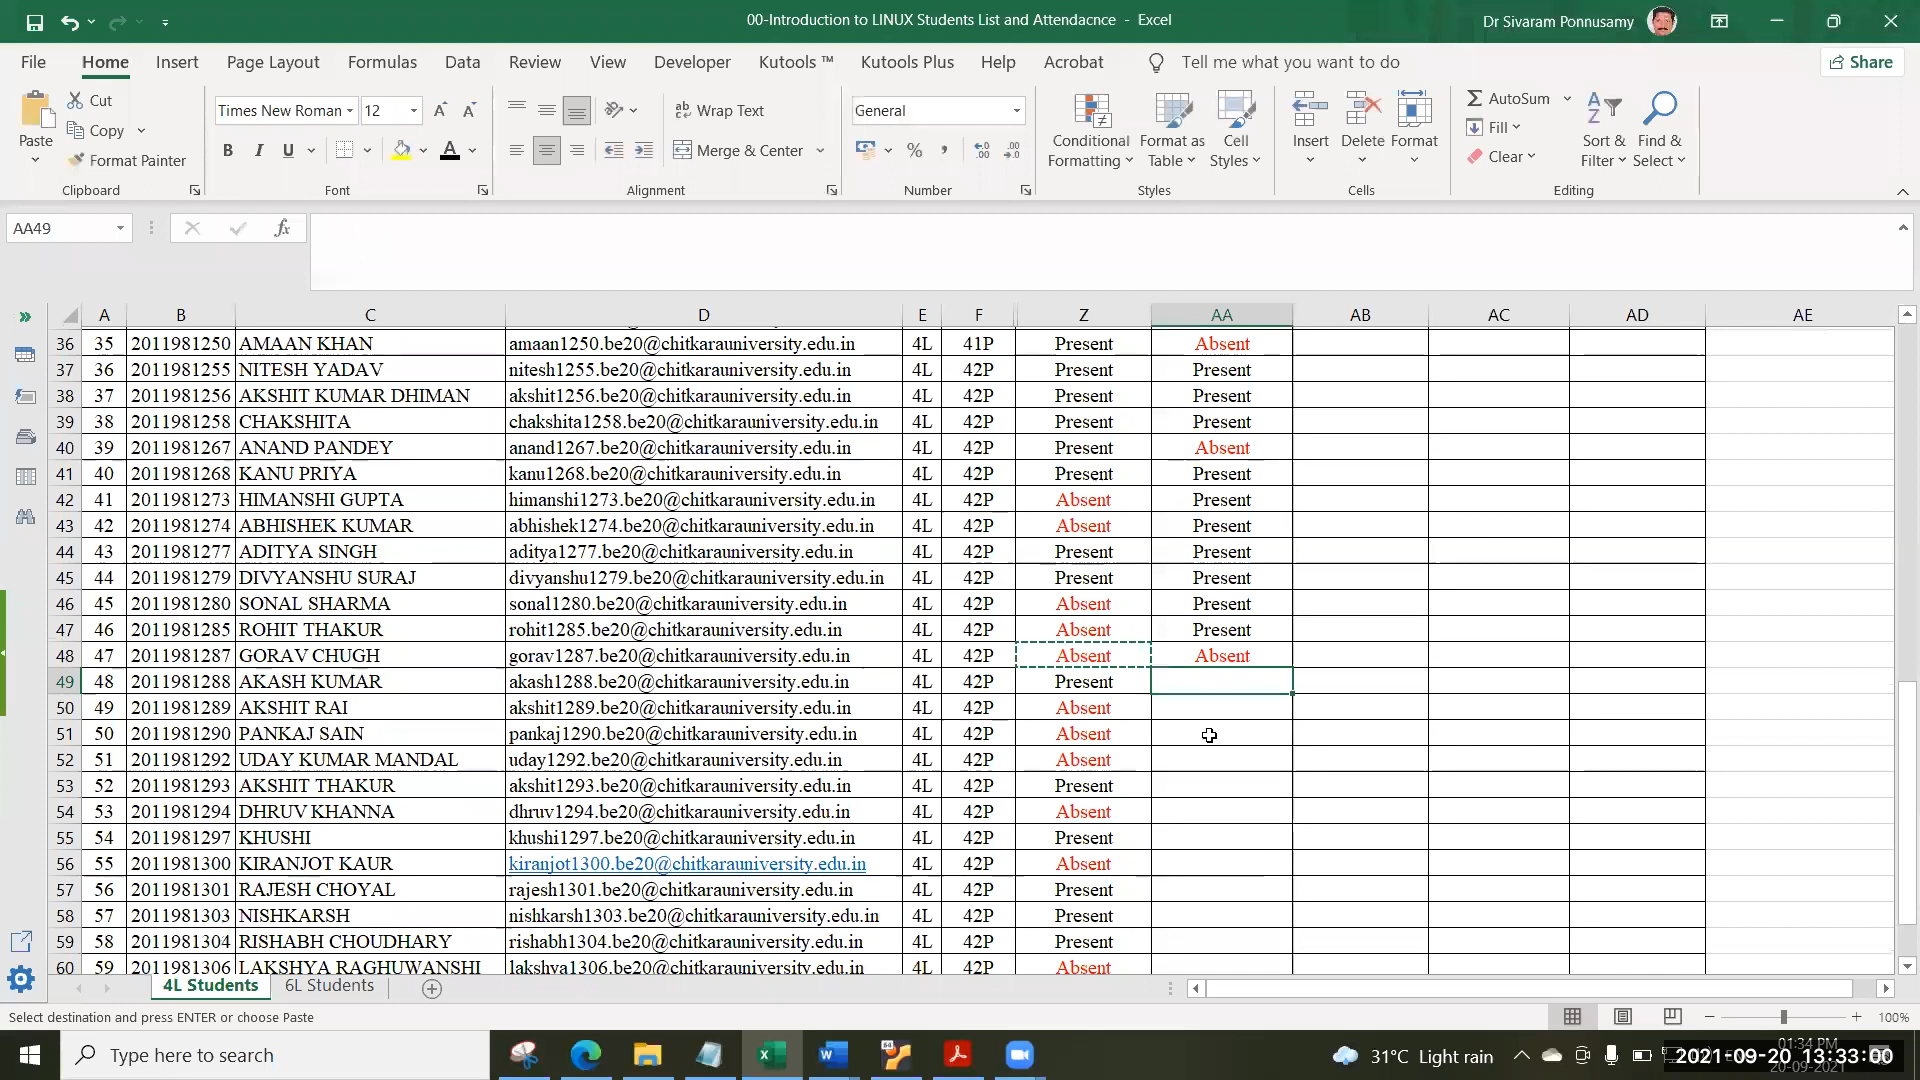 00-Introduction to LINUX Students List and Attendacnce - Excel
Dr Sivaram Ponnusamy
File Home Insert Page Layout Formulas Data Review View Developer Kutools ™ Kutools Plus Help Acrobat Tell me what you want to do Share
Paste
Cut
Copy
Format Painter
Clipboard
Times New Roman 12
B I U
Font
Wrap Text
Merge & Center
Alignment
General
Number
Conditional Formatting
Format as Table
Cell Styles
Styles
Insert Delete Format
Cells
AutoSum
Fill
Clear
Sort & Filter
Find & Select
Editing
AA49
fx
A B C D E F Z AA AB AC AD AE
36 35 2011981250 AMAAN KHAN amaan1250.be20@chitkarauniversity.edu.in 4L 41P Present Absent
37 36 2011981255 NITESH YADAV nitesh1255.be20@chitkarauniversity.edu.in 4L 42P Present Present
38 37 2011981256 AKSHIT KUMAR DHIMAN akshit1256.be20@chitkarauniversity.edu.in 4L 42P Present Present
39 38 2011981258 CHAKSHITA chakshita1258.be20@chitkarauniversity.edu.in 4L 42P Present Present
40 39 2011981267 ANAND PANDEY anand1267.be20@chitkarauniversity.edu.in 4L 42P Present Absent
41 40 2011981268 KANU PRIYA kanu1268.be20@chitkarauniversity.edu.in 4L 42P Present Present
42 41 2011981273 HIMANSHI GUPTA himanshi1273.be20@chitkarauniversity.edu.in 4L 42P Absent Present
43 42 2011981274 ABHISHEK KUMAR abhishek1274.be20@chitkarauniversity.edu.in 4L 42P Absent Present
44 43 2011981277 ADITYA SINGH aditya1277.be20@chitkarauniversity.edu.in 4L 42P Present Present
45 44 2011981279 DIVYANSHU SURAJ divyanshu1279.be20@chitkarauniversity.edu.in 4L 42P Present Present
46 45 2011981280 SONAL SHARMA sonal1280.be20@chitkarauniversity.edu.in 4L 42P Absent Present
47 46 2011981285 ROHIT THAKUR rohit1285.be20@chitkarauniversity.edu.in 4L 42P Absent Present
48 47 2011981287 GORAV CHUGH gorav1287.be20@chitkarauniversity.edu.in 4L 42P Absent Absent
49 48 2011981288 AKASH KUMAR akash1288.be20@chitkarauniversity.edu.in 4L 42P Present
50 49 2011981289 AKSHIT RAI akshit1289.be20@chitkarauniversity.edu.in 4L 42P Absent
51 50 2011981290 PANKAJ SAIN pankaj1290.be20@chitkarauniversity.edu.in 4L 42P Absent
52 51 2011981292 UDAY KUMAR MANDAL uday1292.be20@chitkarauniversity.edu.in 4L 42P Absent
53 52 2011981293 AKSHIT THAKUR akshit1293.be20@chitkarauniversity.edu.in 4L 42P Present
54 53 2011981294 DHRUV KHANNA dhruv1294.be20@chitkarauniversity.edu.in 4L 42P Absent
55 54 2011981297 KHUSHI khushi1297.be20@chitkarauniversity.edu.in 4L 42P Present
56 55 2011981300 KIRANJOT KAUR kiranjot1300.be20@chitkarauniversity.edu.in 4L 42P Absent
57 56 2011981301 RAJESH CHOYAL rajesh1301.be20@chitkarauniversity.edu.in 4L 42P Present
58 57 2011981303 NISHKARSH nishkarsh1303.be20@chitkarauniversity.edu.in 4L 42P Present
59 58 2011981304 RISHABH CHOUDHARY rishabh1304.be20@chitkarauniversity.edu.in 4L 42P Present
60 59 2011981306 LAKSHYA RAGHUWANSHI lakshya1306.be20@chitkarauniversity.edu.in 4L 42P Absent
4L Students 6L Students
Select destination and press ENTER or choose Paste
100%
Type here to search
31°C Light rain
01:34 PM
2021-09-20 13:33:00
20-09-2021